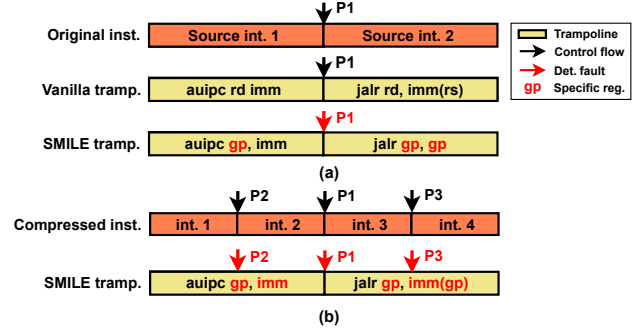 P1
Original inst. Source int. 1 Source int. 2
P1
Vanilla tramp. auipc rd imm jalr rd, imm(rs)
P1
SMILE tramp. auipc gp, imm jalr gp, gp
(a)
Trampoline
Control flow
Det. fault
gp Specific reg.
P2 P1 P3
Compressed inst. int. 1 int. 2 int. 3 int. 4
P2 P1 P3
SMILE tramp. auipc gp, imm jalr gp, imm(gp)
(b)